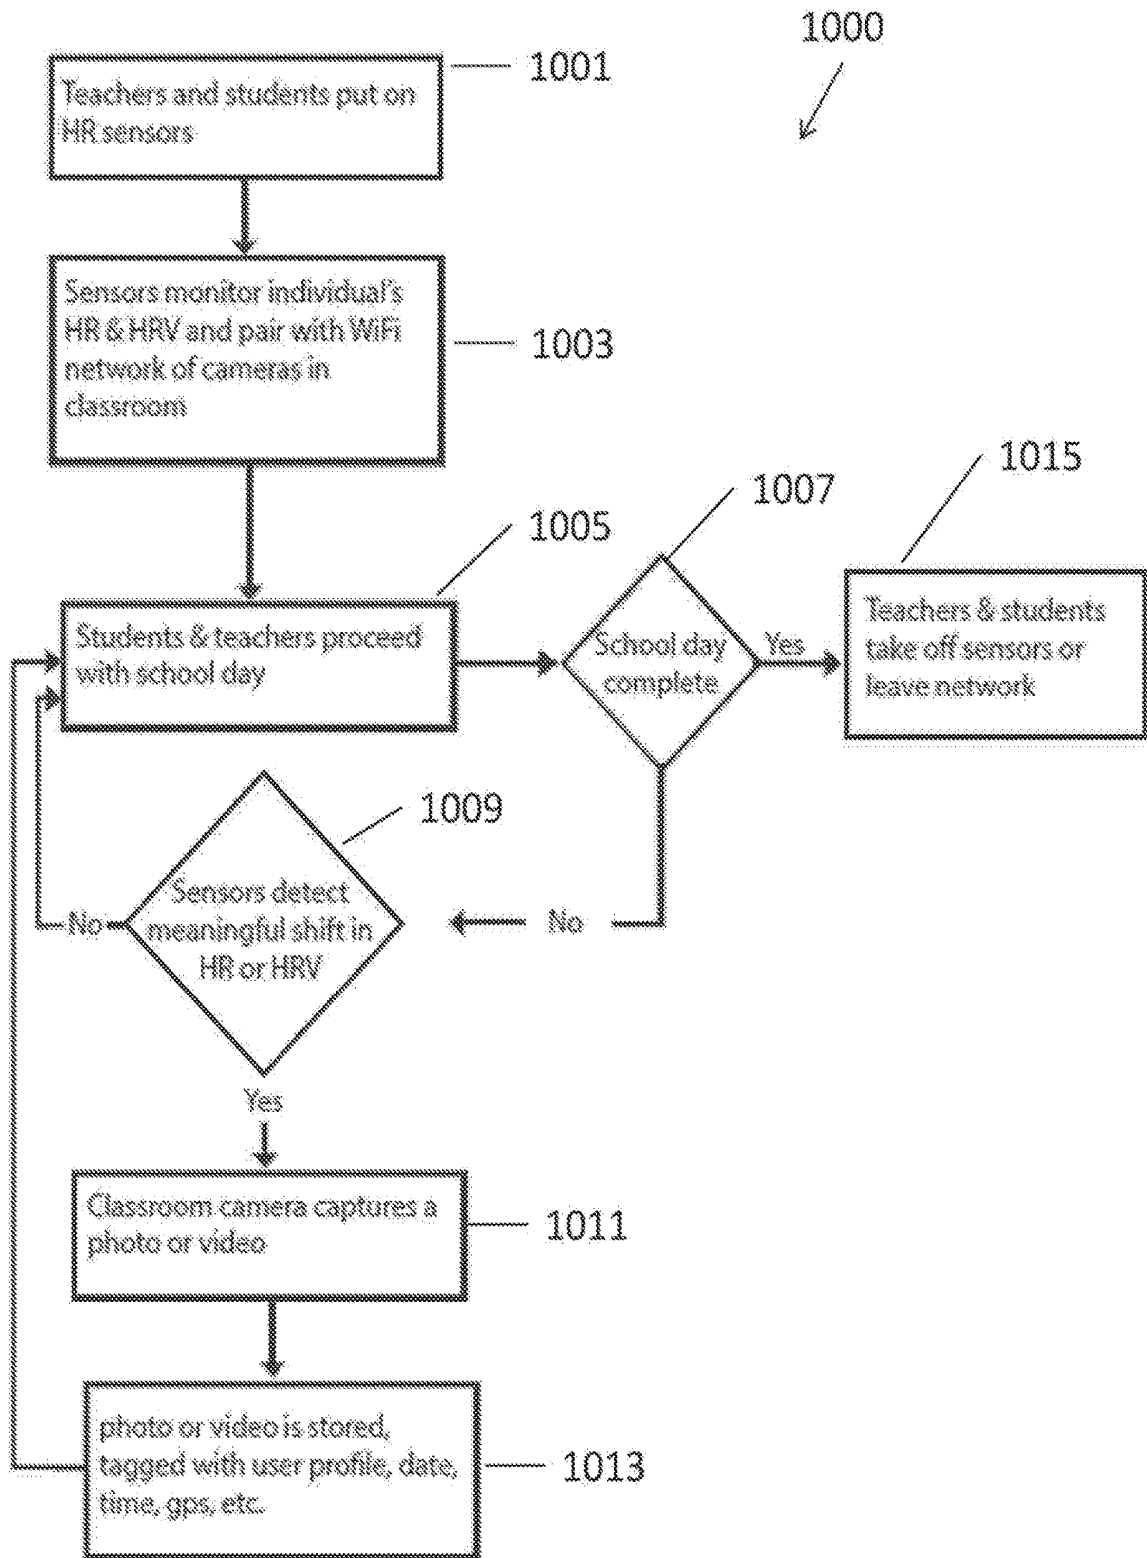 1000
1001
Teachers and students put on
HR sensors
Sensors monitor individual's
HR & HRV and pair with WiFi
network of cameras in
classroom
1003
1005
Students & teachers proceed
with school day
1007
School day
complete
Yes
1015
Teachers & students
take off sensors or
leave network
No
1009
Sensors detect
meaningful shift in
HR or HRV
No
Yes
Classroom camera captures a
photo or video
1011
photo or video is stored,
tagged with user profile, date,
time, gps, etc.
1013